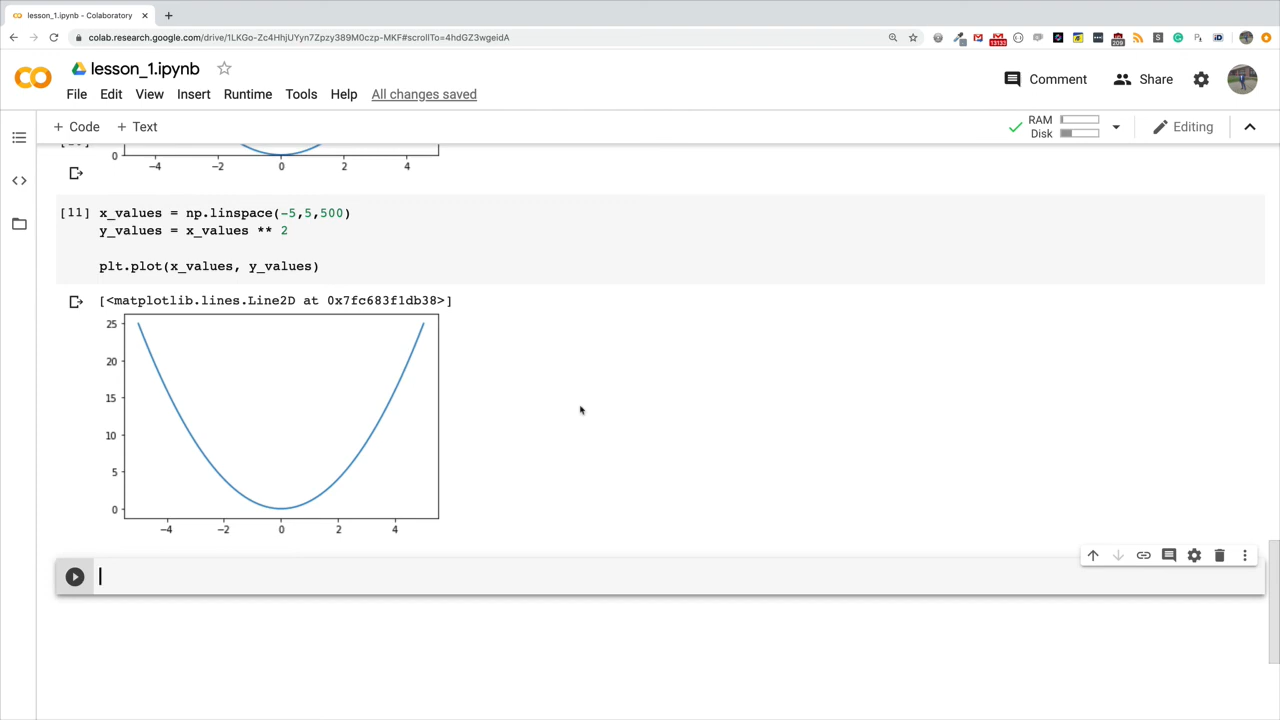 lesson_1.ipynb - Colaboratory
colab.research.google.com/drive/1LKGo-Zc4HhjUYyn7Zpzy389M0czp-MKF#scrollTo=4hdGZ3wgeidA
13133
209
iD
lesson_1.ipynb
File Edit View Insert Runtime Tools Help All changes saved
Comment
Share
+ Code + Text
RAM
Disk
Editing
0
−4 −2 0 2 4
[11] x_values = np.linspace(-5,5,500)
y_values = x_values ** 2
plt.plot(x_values, y_values)
[<matplotlib.lines.Line2D at 0x7fc683f1db38>]
25
20
15
10
5
0
−4 −2 0 2 4